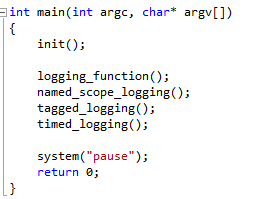 int main(int argc, char* argv[])
{
    init();

    logging_function();
    named_scope_logging();
    tagged_logging();
    timed_logging();

    system("pause");
    return 0;
}